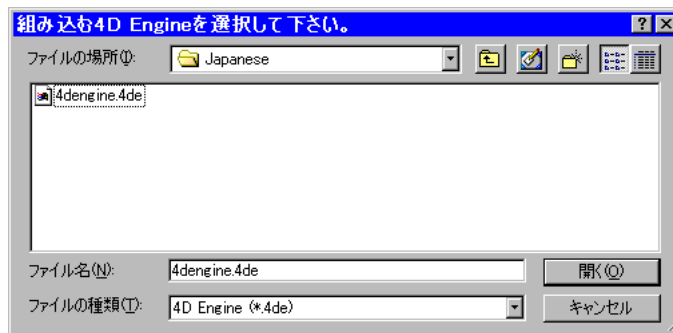 組み込む4D Engineを選択して下さい。
ファイルの場所(I):
Japanese
4dengine.4de
ファイル名(N):
4dengine.4de
開く(O)
ファイルの種類(T):
4D Engine (*.4de)
キャンセル